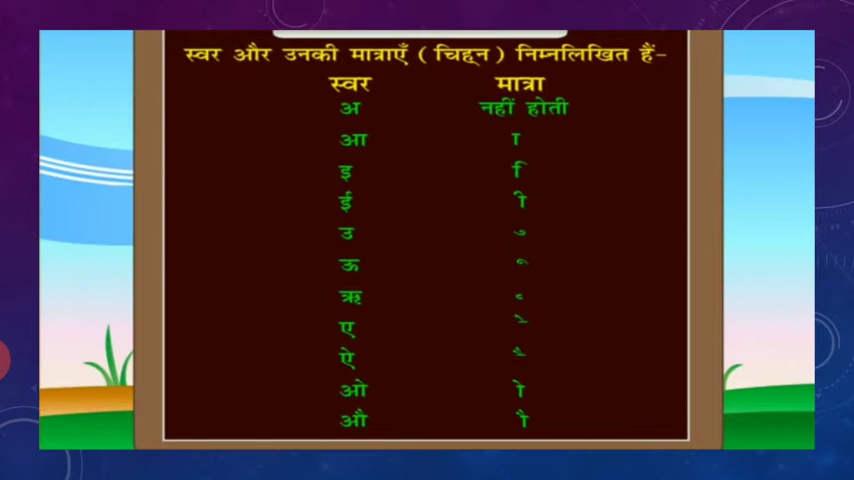 स्वर और उनकी मात्राएँ ( चिह्न ) निम्नलिखित हैं-
स्वर मात्रा
अ नहीं होती
आ ा
इ ि
ई ी
उ ु
ऊ ू
ऋ ृ
ए े
ऐ ै
ओ ो
औ ौ